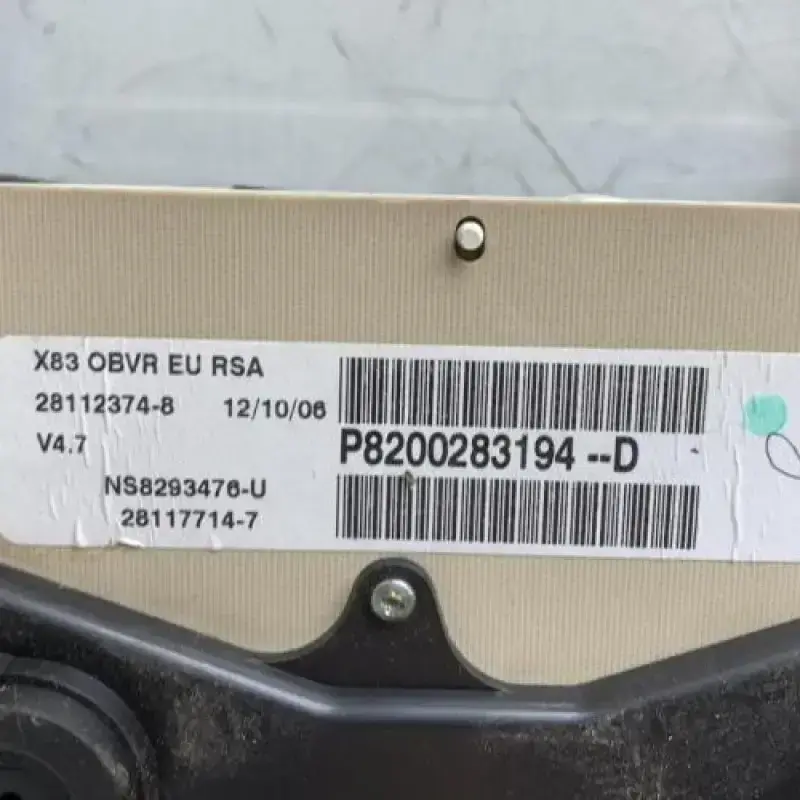 X83 OBVR EU RSA
28112374-8 12/10/06
V4.7
P8200283194 --D
NS8293476-U
28117714-7